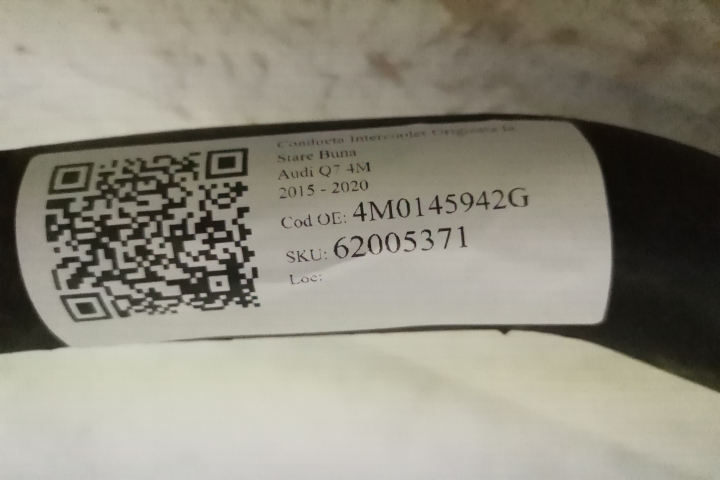 Conducta Intercooler Originala In
Stare Buna
Audi Q7 4M
2015 - 2020
Cod OE: 4M0145942G
SKU: 62005371
Loc: